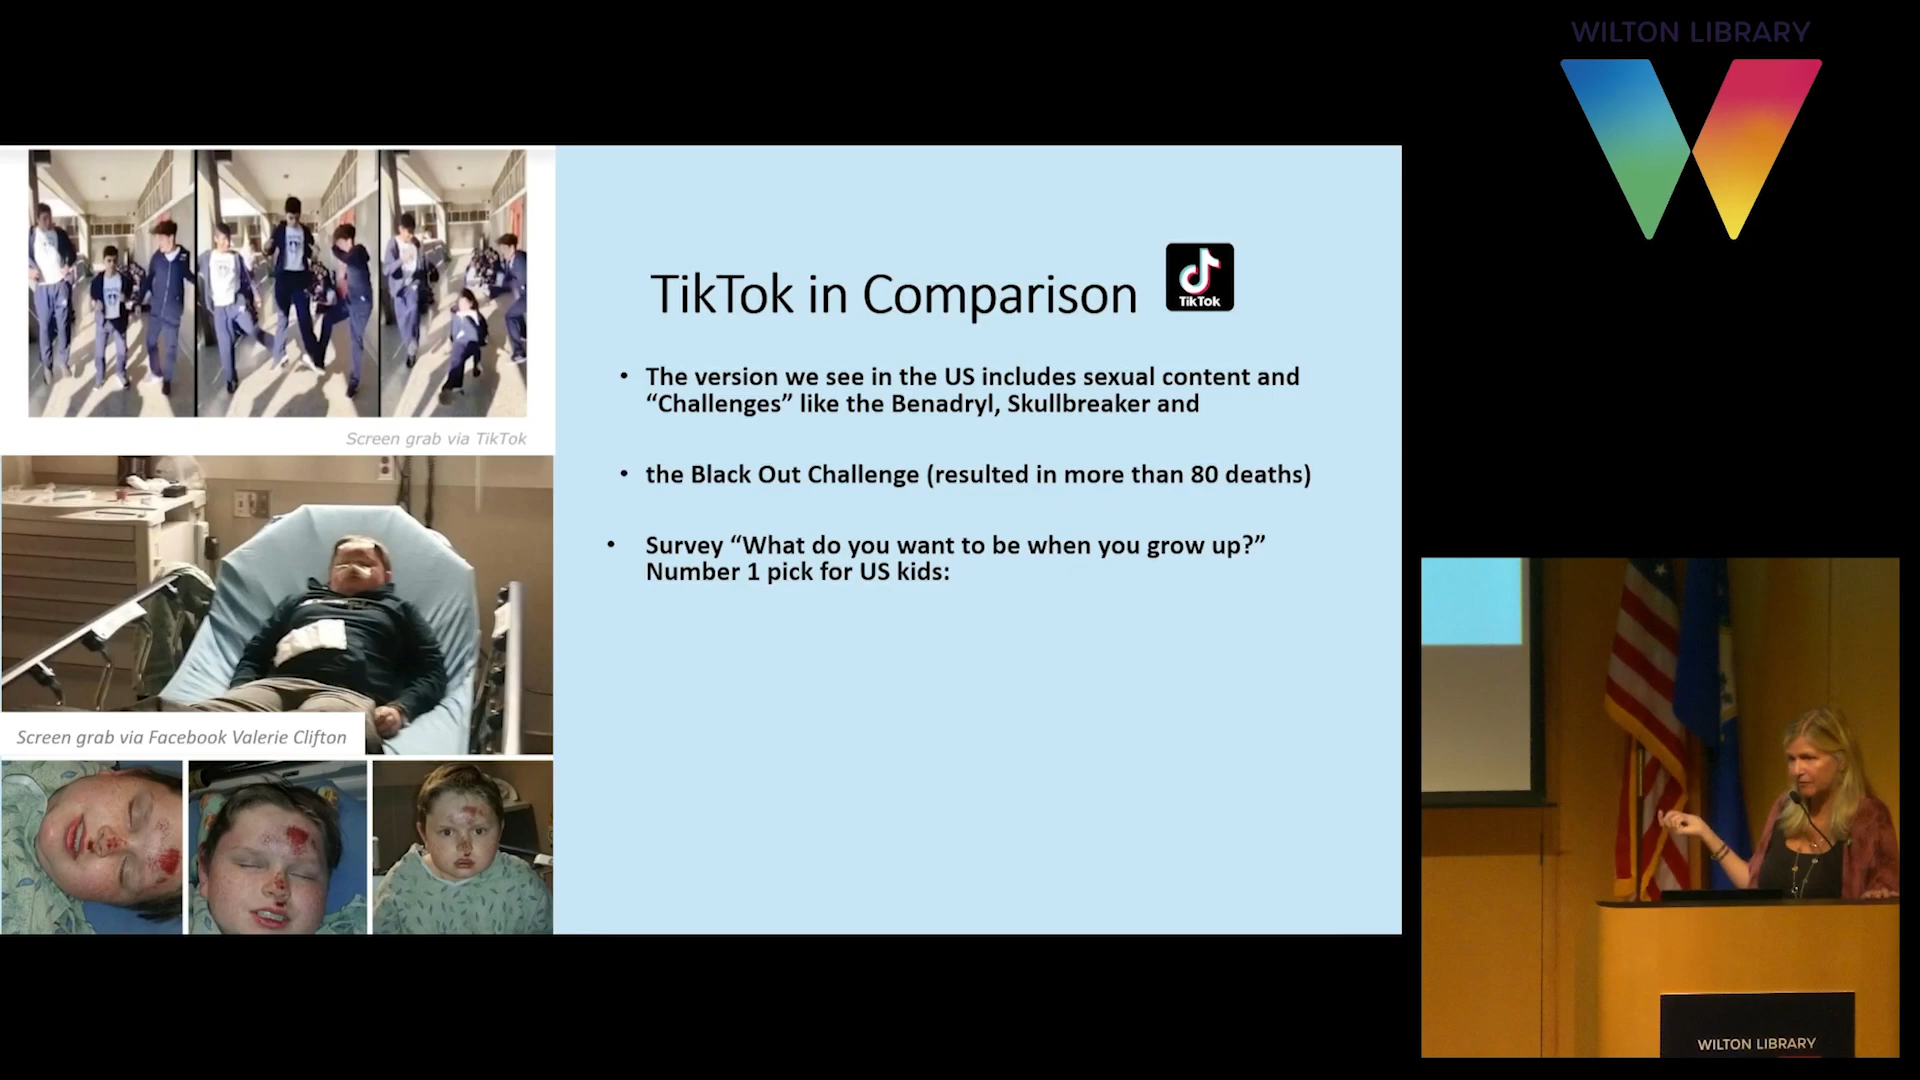 WILTON LIBRARY
TikTok in Comparison
TikTok
• The version we see in the US includes sexual content and
“Challenges” like the Benadryl, Skullbreaker and
• the Black Out Challenge (resulted in more than 80 deaths)
• Survey “What do you want to be when you grow up?”
Number 1 pick for US kids:
Screen grab via TikTok
Screen grab via Facebook Valerie Clifton
WILTON LIBRARY